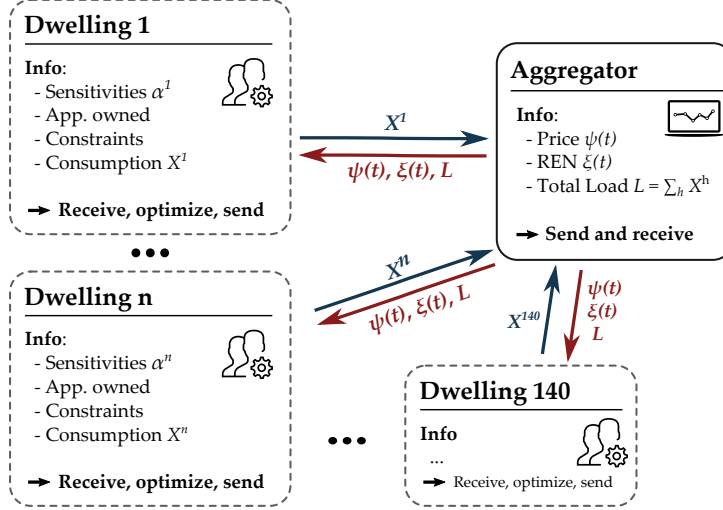 Dwelling 1
Info:
- Sensitivities α¹
- App. owned
- Constraints
- Consumption X¹
→ Receive, optimize, send
•••
X¹
ψ(t), ξ(t), L
Aggregator
Info:
- Price ψ(t)
- REN ξ(t)
- Total Load L = ∑ₕ Xʰ
→ Send and receive
Dwelling n
Info:
- Sensitivities αⁿ
- App. owned
- Constraints
- Consumption Xⁿ
→ Receive, optimize, send
Xⁿ
ψ(t), ξ(t), L
•••
X¹⁴⁰
ψ(t)
ξ(t)
L
Dwelling 140
Info
...
→ Receive, optimize, send